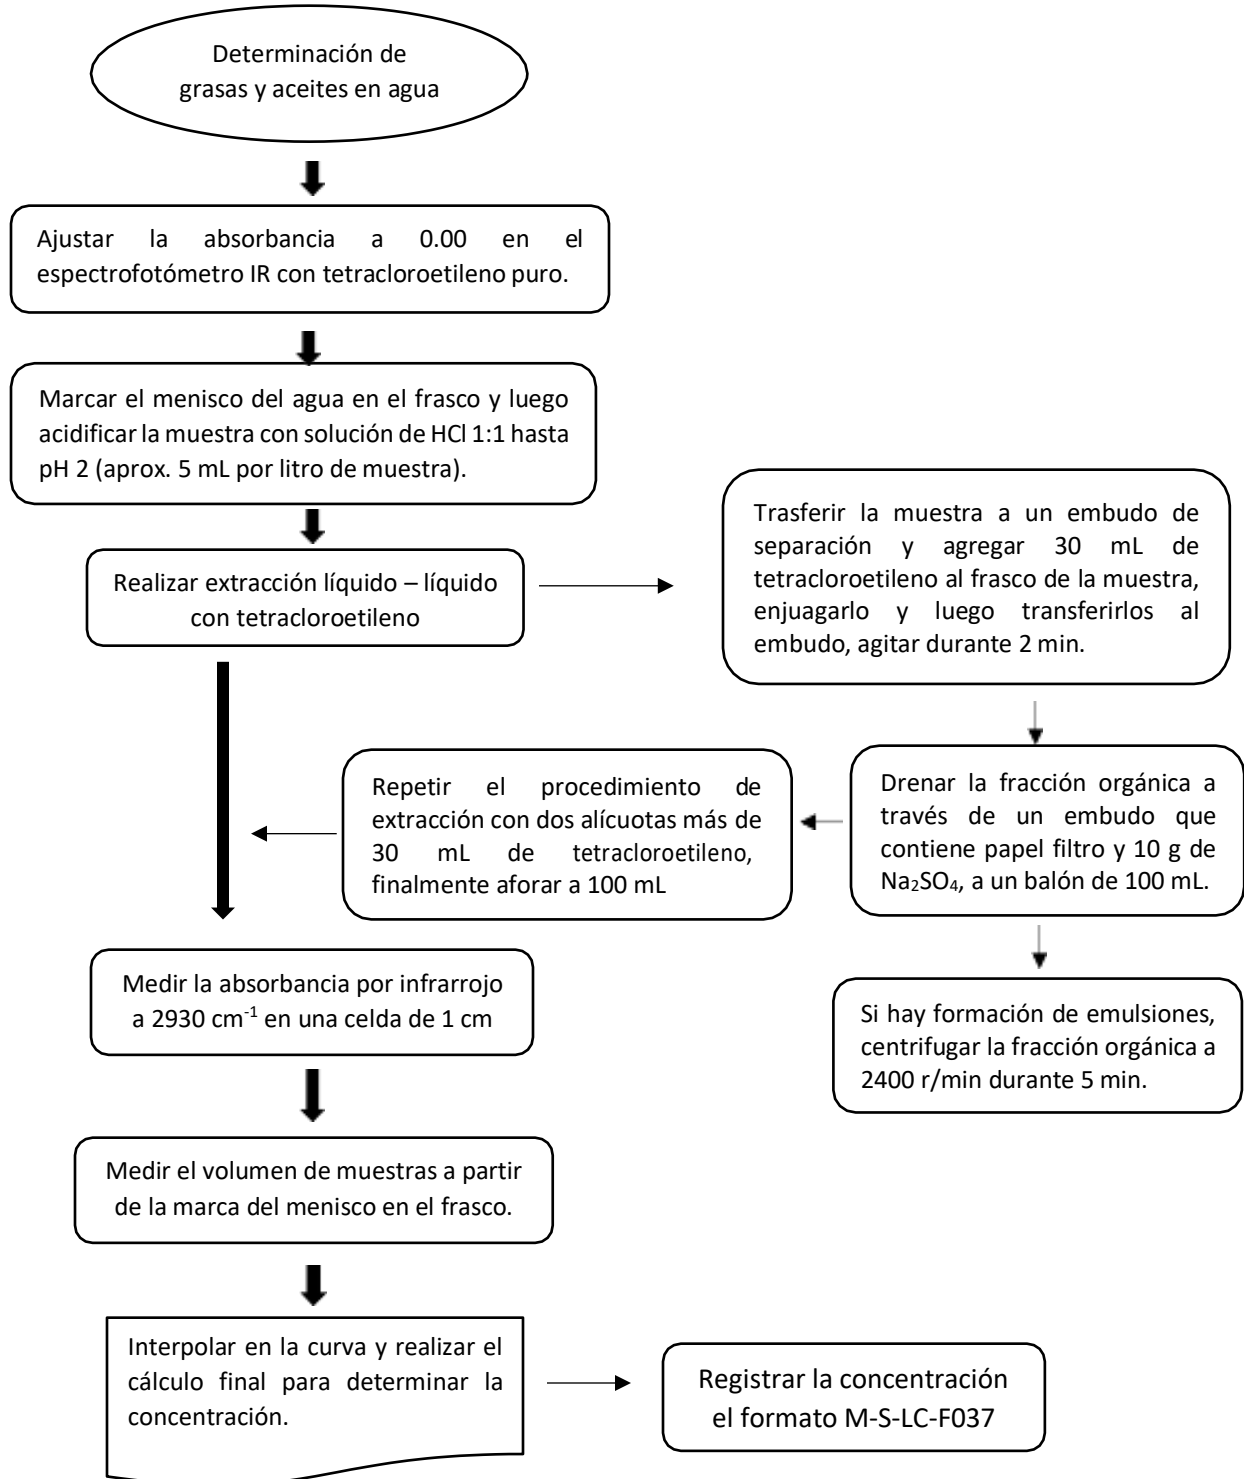 Determinación de
grasas y aceites en agua
Ajustar la absorbancia a 0.00 en el
espectrofotómetro IR con tetracloroetileno puro.
Marcar el menisco del agua en el frasco y luego
acidificar la muestra con solución de HCl 1:1 hasta
pH 2 (aprox. 5 mL por litro de muestra).
Realizar extracción líquido – líquido
con tetracloroetileno
Trasferir la muestra a un embudo de
separación y agregar 30 mL de
tetracloroetileno al frasco de la muestra,
enjuagarlo y luego transferirlos al
embudo, agitar durante 2 min.
Drenar la fracción orgánica a
través de un embudo que
contiene papel filtro y 10 g de
Na₂SO₄, a un balón de 100 mL.
Repetir el procedimiento de
extracción con dos alícuotas más de
30 mL de tetracloroetileno,
finalmente aforar a 100 mL
Si hay formación de emulsiones,
centrifugar la fracción orgánica a
2400 r/min durante 5 min.
Medir la absorbancia por infrarrojo
a 2930 cm⁻¹ en una celda de 1 cm
Medir el volumen de muestras a partir
de la marca del menisco en el frasco.
Interpolar en la curva y realizar el
cálculo final para determinar la
concentración.
Registrar la concentración
el formato M-S-LC-F037